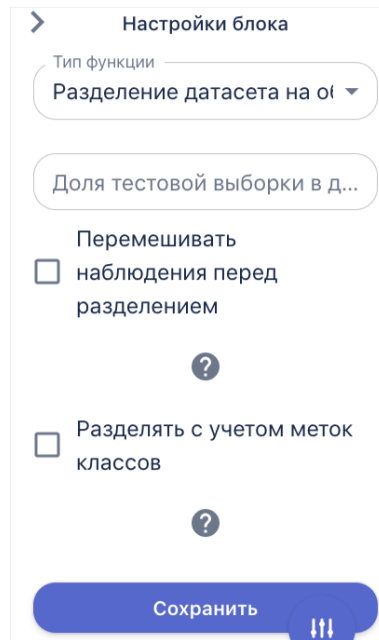 Настройки блока
Тип функции
Разделение датасета на
Доля тестовой выборки в д...
Перемешивать
наблюдения перед
разделением
?
Разделять с учетом меток
классов
?
Сохранить